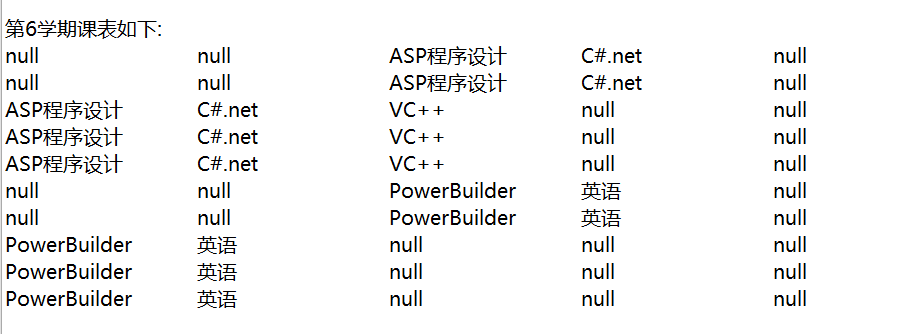 第6学期课表如下:
null null ASP程序设计 C#.net null
null null ASP程序设计 C#.net null
ASP程序设计 C#.net VC++ null null
ASP程序设计 C#.net VC++ null null
ASP程序设计 C#.net VC++ null null
null null PowerBuilder 英语 null
null null PowerBuilder 英语 null
PowerBuilder 英语 null null null
PowerBuilder 英语 null null null
PowerBuilder 英语 null null null